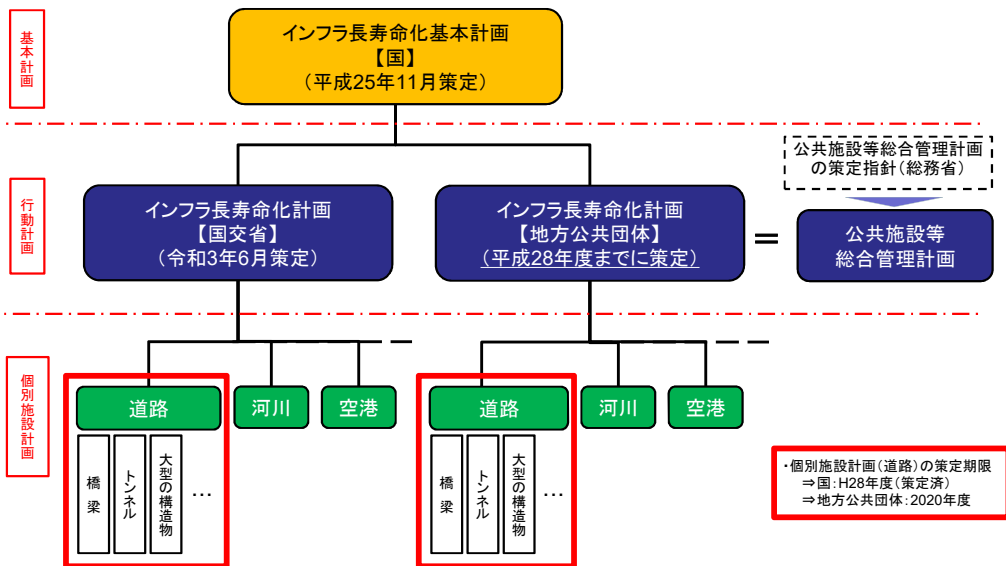 基本計画
インフラ長寿命化基本計画
【国】
(平成25年11月策定)
公共施設等総合管理計画
の策定指針(総務省)
行動計画
インフラ長寿命化計画
【国交省】
(令和3年6月策定)
インフラ長寿命化計画
【地方公共団体】
(平成28年度までに策定)
=
公共施設等
総合管理計画
個別施設計画
道路
河川
空港
道路
河川
空港
橋梁
トンネル
大型の構造物
…
橋梁
トンネル
大型の構造物
…
・個別施設計画(道路)の策定期限
⇒国:H28年度(策定済)
⇒地方公共団体:2020年度